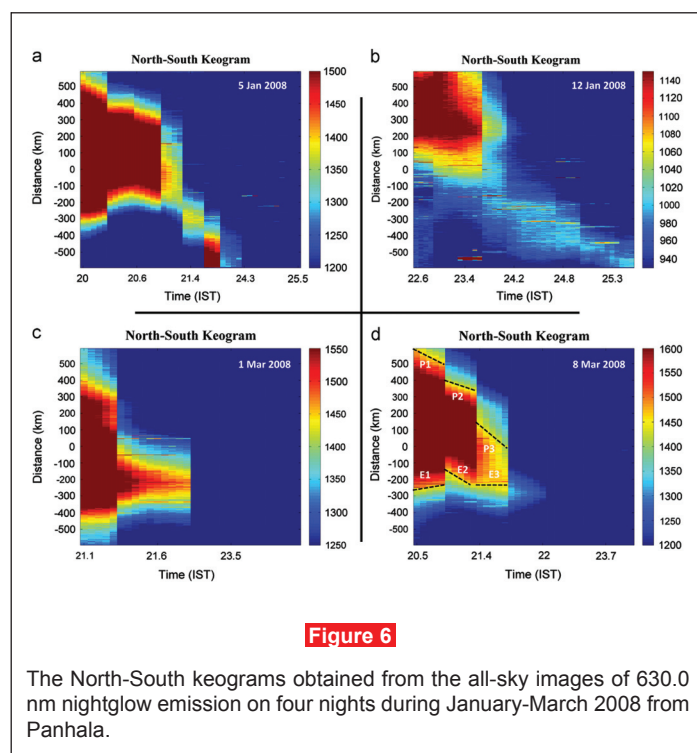 a
North-South Keogram
5 Jan 2008
Distance (km)
500
400
300
200
100
0
-100
-200
-300
-400
-500
20 20.6 21.4 24.3 25.5
Time (IST)
1500
1450
1400
1350
1300
1250
1200
b
North-South Keogram
12 Jan 2008
Distance (km)
500
400
300
200
100
0
-100
-200
-300
-400
-500
22.6 23.4 24.2 24.8 25.3
Time (IST)
1140
1120
1100
1080
1060
1040
1020
1000
980
960
940
c
North-South Keogram
1 Mar 2008
Distance (km)
500
400
300
200
100
0
-100
-200
-300
-400
-500
21.1 21.6 23.5
Time (IST)
1550
1500
1450
1400
1350
1300
1250
d
North-South Keogram
8 Mar 2008
P1
P2
P3
E1
E2
E3
Distance (km)
500
400
300
200
100
0
-100
-200
-300
-400
-500
20.5 21.4 22 23.7
Time (IST)
1600
1550
1500
1450
1400
1350
1300
1250
1200
Figure 6
The North-South keograms obtained from the all-sky images of 630.0
nm nightglow emission on four nights during January-March 2008 from
Panhala.